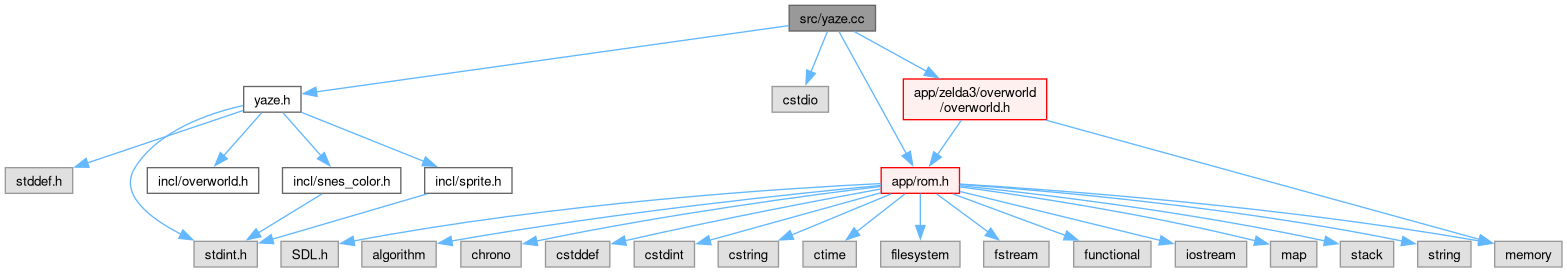 src/yaze.cc
yaze.h
cstdio
app/zelda3/overworld
/overworld.h
stddef.h
incl/overworld.h
incl/snes_color.h
incl/sprite.h
app/rom.h
stdint.h
SDL.h
algorithm
chrono
cstddef
cstdint
cstring
ctime
filesystem
fstream
functional
iostream
map
stack
string
memory